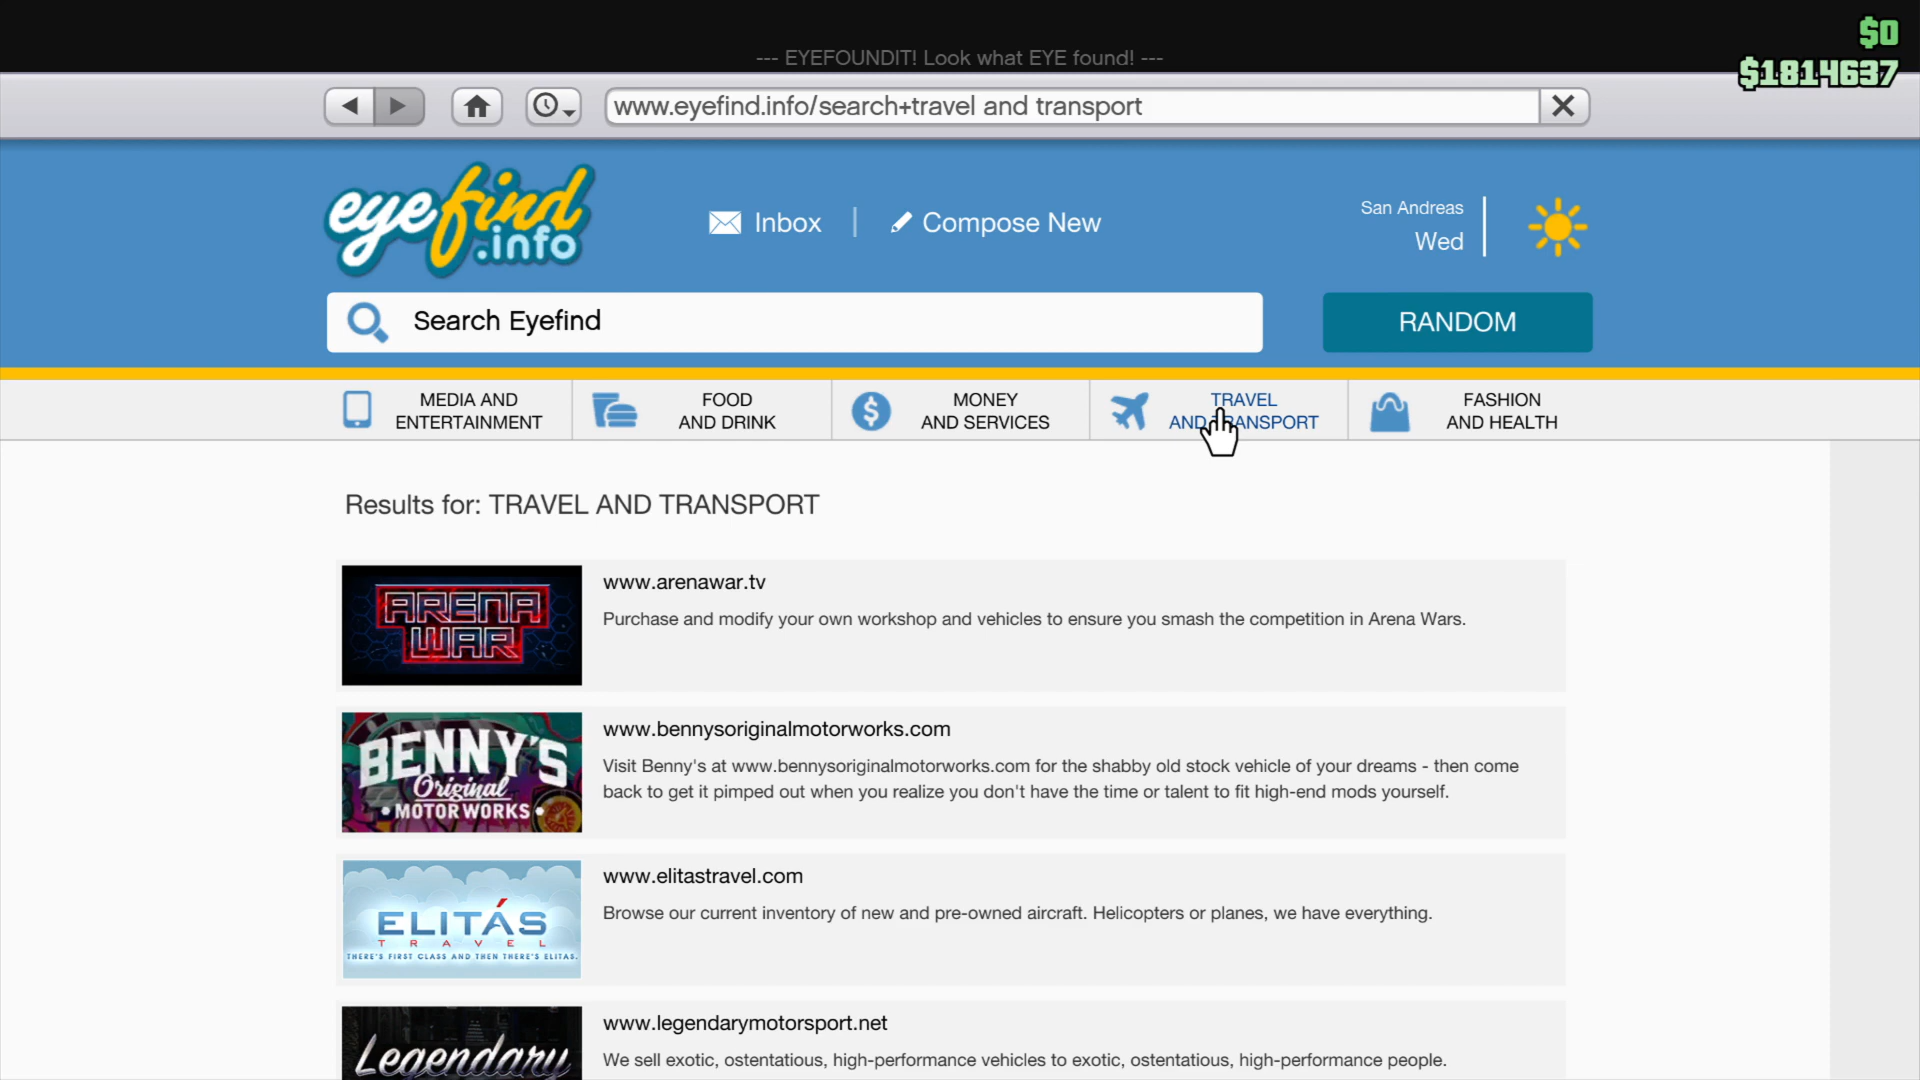 $0
--- EYEFOUNDIT! Look what EYE found! ---
$1814637
www.eyefind.info/search+travel and transport
eyefind
.info
Inbox
Compose New
San Andreas
Wed
Search Eyefind
RANDOM
MEDIA AND
ENTERTAINMENT
FOOD
AND DRINK
MONEY
AND SERVICES
TRAVEL
AND TRANSPORT
FASHION
AND HEALTH
Results for: TRAVEL AND TRANSPORT
ARENA
WAR
www.arenawar.tv
Purchase and modify your own workshop and vehicles to ensure you smash the competition in Arena Wars.
BENNY'S
Original
MOTOR WORKS
www.bennysoriginalmotorworks.com
Visit Benny's at www.bennysoriginalmotorworks.com for the shabby old stock vehicle of your dreams - then come
back to get it pimped out when you realize you don't have the time or talent to fit high-end mods yourself.
ELITÁS
TRAVEL
THERE'S FIRST CLASS AND THEN THERE'S ELITAS.
www.elitastravel.com
Browse our current inventory of new and pre-owned aircraft. Helicopters or planes, we have everything.
Legendary
www.legendarymotorsport.net
We sell exotic, ostentatious, high-performance vehicles to exotic, ostentatious, high-performance people.